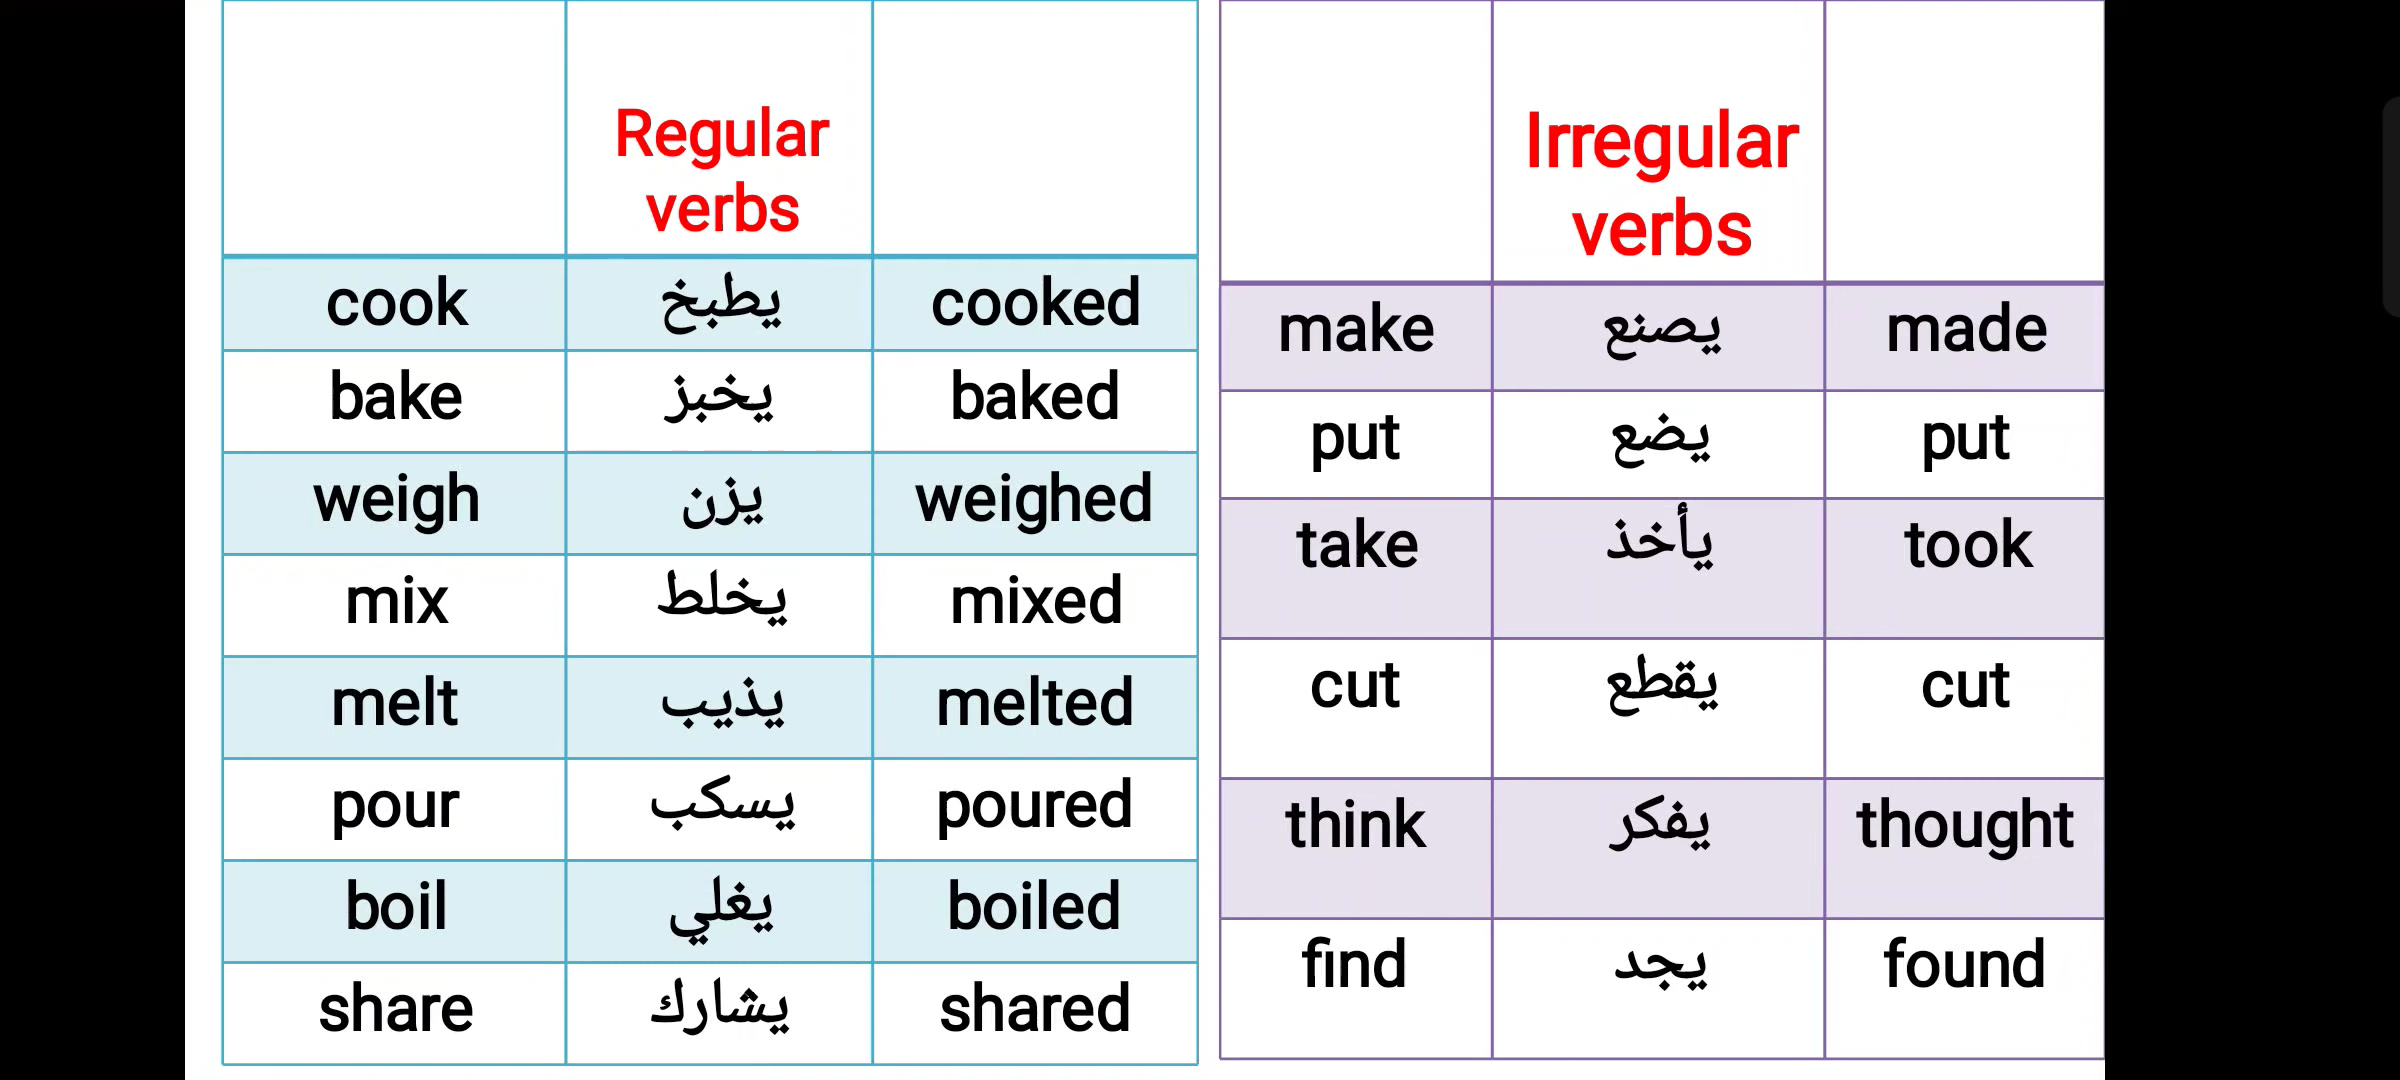 Regular
verbs
cook يطبخ cooked
bake يخبز baked
weigh يزن weighed
mix يخلط mixed
melt يذيب melted
pour يسكب poured
boil يغلي boiled
share يشارك shared
Irregular
verbs
make يصنع made
put يضع put
take يأخذ took
cut يقطع cut
think يفكر thought
find يجد found